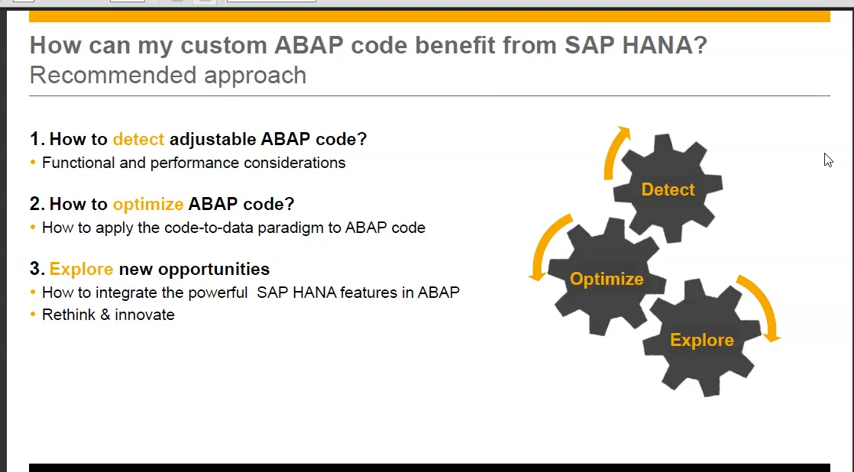 How can my custom ABAP code benefit from SAP HANA?
Recommended approach
1. How to detect adjustable ABAP code?
• Functional and performance considerations
2. How to optimize ABAP code?
• How to apply the code-to-data paradigm to ABAP code
3. Explore new opportunities
• How to integrate the powerful SAP HANA features in ABAP
• Rethink & innovate
Detect
Optimize
Explore